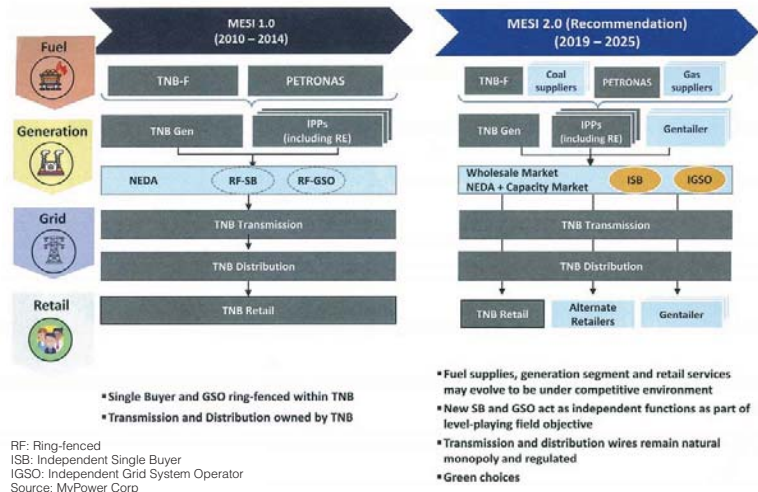 MESI 1.0
(2010 – 2014)
MESI 2.0 (Recommendation)
(2019 – 2025)
Fuel
TNB-F
PETRONAS
TNB-F
Coal
suppliers
PETRONAS
Gas
suppliers
Generation
TNB Gen
IPPs
(including RE)
TNB Gen
IPPs
(including RE)
Gentailer
NEDA
RF-SB
RF-GSO
Wholesale Market
NEDA + Capacity Market
ISB
IGSO
Grid
TNB Transmission
TNB Transmission
TNB Distribution
TNB Distribution
Retail
TNB Retail
TNB Retail
Alternate
Retailers
Gentailer
▪ Single Buyer and GSO ring-fenced within TNB
▪ Transmission and Distribution owned by TNB
▪ Fuel supplies, generation segment and retail services
may evolve to be under competitive environment
▪ New SB and GSO act as independent functions as part of
level-playing field objective
▪ Transmission and distribution wires remain natural
monopoly and regulated
▪ Green choices
RF: Ring-fenced
ISB: Independent Single Buyer
IGSO: Independent Grid System Operator
Source: MyPower Corp